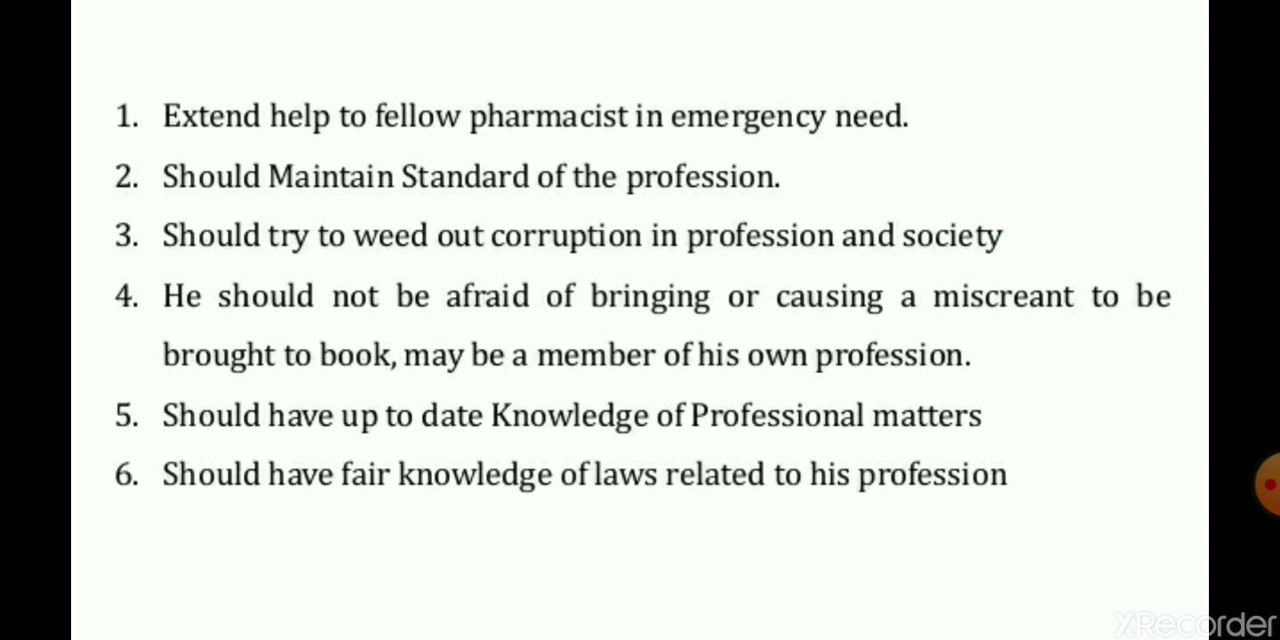 1. Extend help to fellow pharmacist in emergency need.
2. Should Maintain Standard of the profession.
3. Should try to weed out corruption in profession and society
4. He should not be afraid of bringing or causing a miscreant to be
brought to book, may be a member of his own profession.
5. Should have up to date Knowledge of Professional matters
6. Should have fair knowledge of laws related to his profession
XRecorder